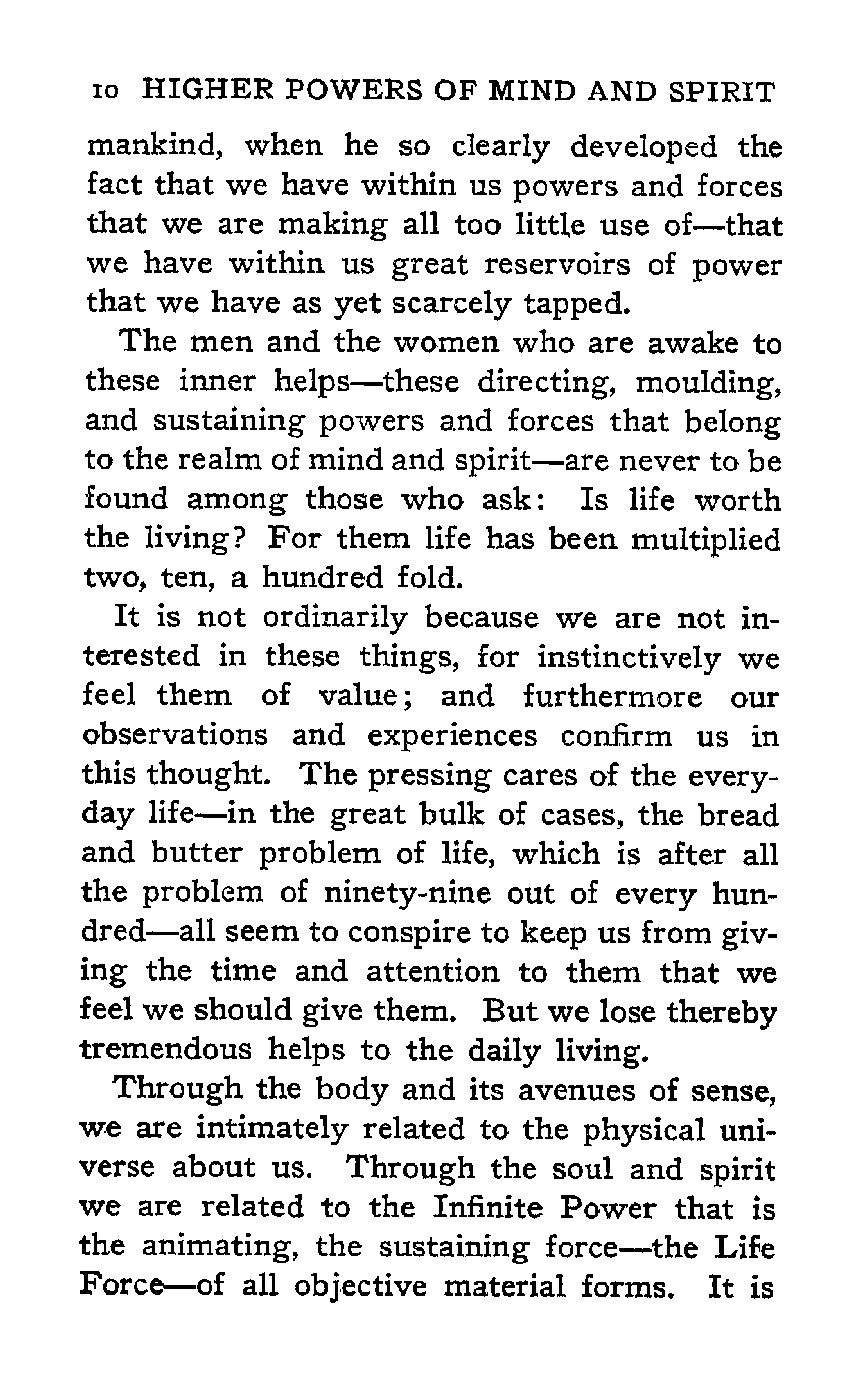 10 HIGHER POWERS OF MIND AND SPIRIT
mankind, when he so clearly developed the
fact that we have within us powers and forces
that we are making all too little use of—that
we have within us great reservoirs of power
that we have as yet scarcely tapped.
The men and the women who are awake to
these inner helps—these directing, moulding,
and sustaining powers and forces that belong
to the realm of mind and spirit—are never to be
found among those who ask: Is life worth
the living? For them life has been multiplied
two, ten, a hundred fold.
It is not ordinarily because we are not in-
terested in these things, for instinctively we
feel them of value; and furthermore our
observations and experiences confirm us in
this thought. The pressing cares of the every-
day life—in the great bulk of cases, the bread
and butter problem of life, which is after all
the problem of ninety-nine out of every hun-
dred—all seem to conspire to keep us from giv-
ing the time and attention to them that we
feel we should give them. But we lose thereby
tremendous helps to the daily living.
Through the body and its avenues of sense,
we are intimately related to the physical uni-
verse about us. Through the soul and spirit
we are related to the Infinite Power that is
the animating, the sustaining force—the Life
Force—of all objective material forms. It is